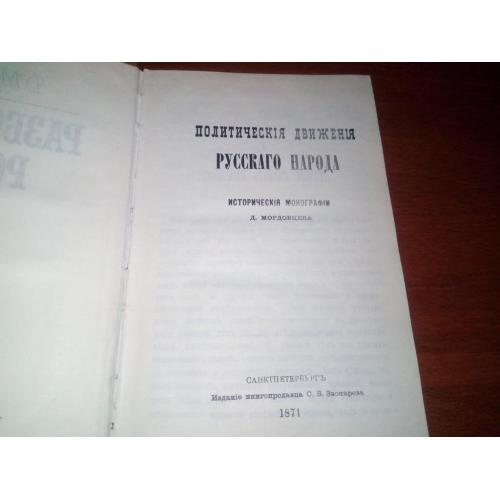 ПОЛИТИЧЕСКІЯ ДВИЖЕНІЯ
РУССКАГО НАРОДА
ИСТОРИЧЕСКІЯ МОНОГРАФІИ
Д. МОРДОВЦЕВА
САНКТПЕТЕРБУРГЪ
Изданіе книгопродавца С. В. Звонарева
1871